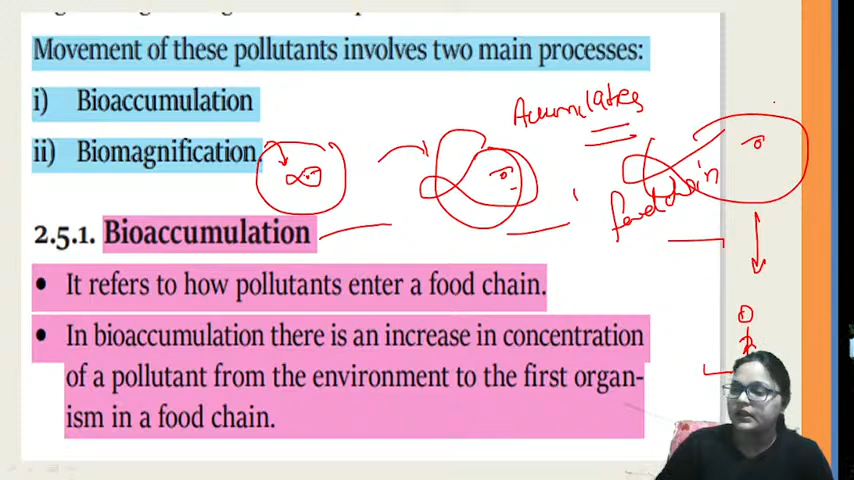 Movement of these pollutants involves two main processes:
Accumulates
i) Bioaccumulation
ii) Biomagnification
food chain
2.5.1. Bioaccumulation
• It refers to how pollutants enter a food chain.
• In bioaccumulation there is an increase in concentration
of a pollutant from the environment to the first organ-
ism in a food chain.